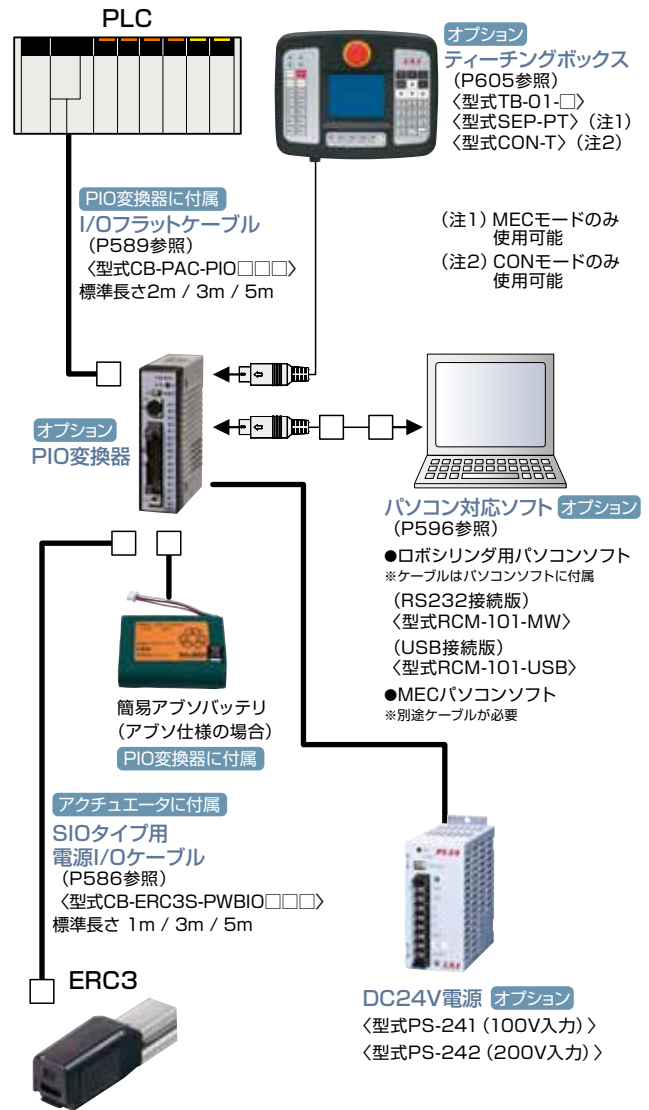 PLC
オプション
ティーチングボックス
(P605参照)
〈型式TB-01-□〉
〈型式SEP-PT〉(注1)
〈型式CON-T〉(注2)
PIO変換器に付属
I/Oフラットケーブル
(P589参照)
〈型式CB-PAC-PIO□□□〉
標準長さ2m / 3m / 5m
(注1) MECモードのみ
使用可能
(注2) CONモードのみ
使用可能
オプション
PIO変換器
パソコン対応ソフト オプション
(P596参照)
●ロボシリンダ用パソコンソフト
※ケーブルはパソコンソフトに付属
(RS232接続版)
〈型式RCM-101-MW〉
(USB接続版)
〈型式RCM-101-USB〉
●MECパソコンソフト
※別途ケーブルが必要
簡易アブソバッテリ
(アブソ仕様の場合)
PIO変換器に付属
アクチュエータに付属
SIOタイプ用
電源I/Oケーブル
(P586参照)
〈型式CB-ERC3S-PWBIO□□□〉
標準長さ 1m / 3m / 5m
ERC3
PS24
DC24V電源 オプション
〈型式PS-241 (100V入力) 〉
〈型式PS-242 (200V入力) 〉